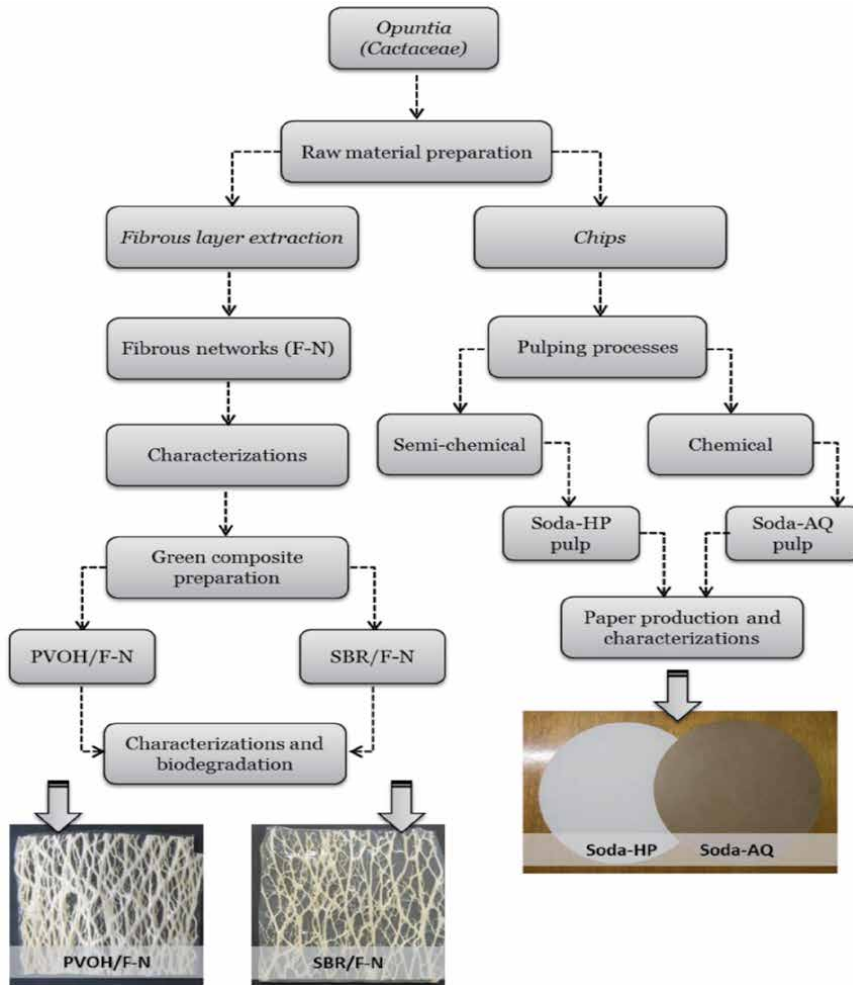 Opuntia
(Cactaceae)
Raw material preparation
Fibrous layer extraction
Chips
Fibrous networks (F-N)
Pulping processes
Characterizations
Semi-chemical
Chemical
Soda-HP
pulp
Soda-AQ
pulp
Green composite
preparation
Paper production and
characterizations
PVOH/F-N
SBR/F-N
Characterizations and
biodegradation
Soda-HP
Soda-AQ
PVOH/F-N
SBR/F-N